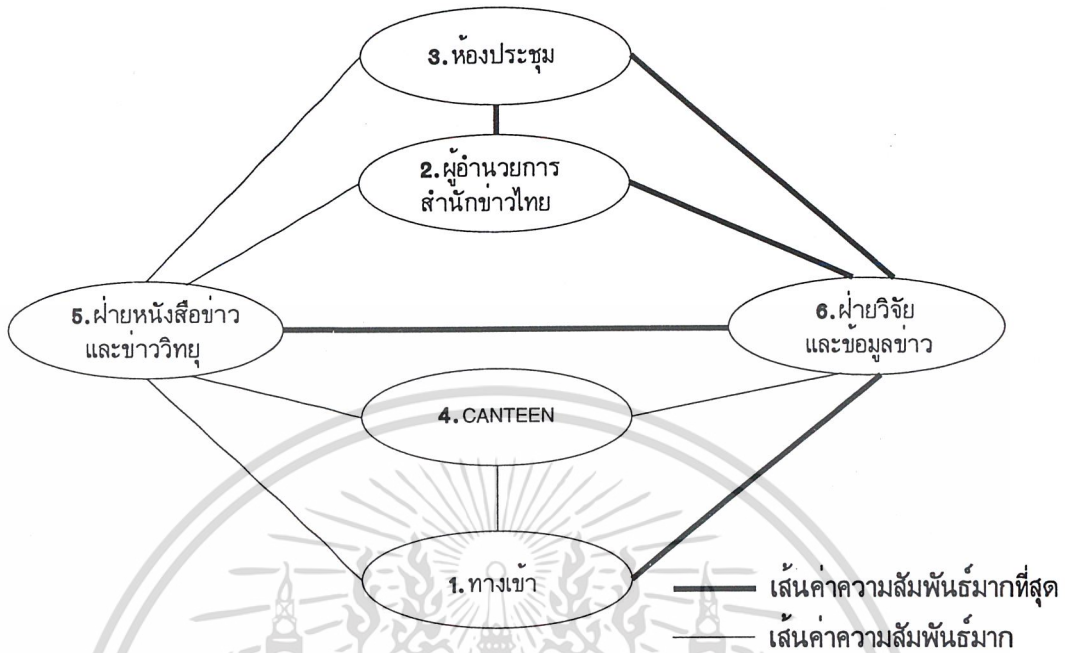 3.ห้องประชุม
2.ผู้อำนวยการ
สำนักข่าวไทย
5.ฝ่ายหนังสือข่าว
และข่าววิทยุ
6.ฝ่ายวิจัย
และข้อมูลข่าว
4.CANTEEN
1.ทางเข้า
เส้นค่าความสัมพันธ์มากที่สุด
เส้นค่าความสัมพันธ์มาก